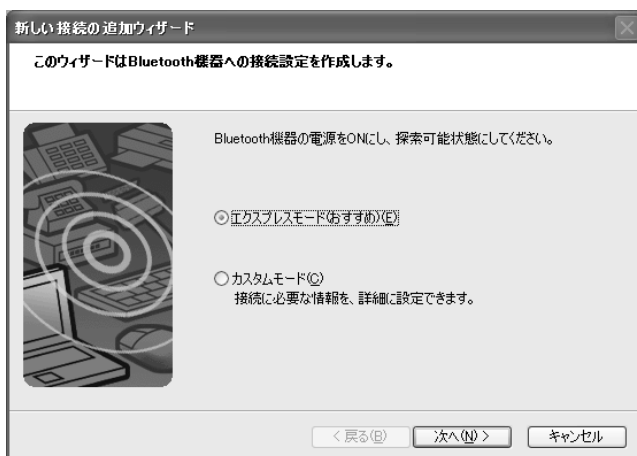 新しい接続の追加ウィザード
このウィザードはBluetooth機器への接続設定を作成します。
Bluetooth機器の電源をONにし、探索可能状態にしてください。
エクスプレスモード(おすすめ)(E)
カスタムモード(C)
接続に必要な情報を、詳細に設定できます。
< 戻る(B)
次へ(N) >
キャンセル